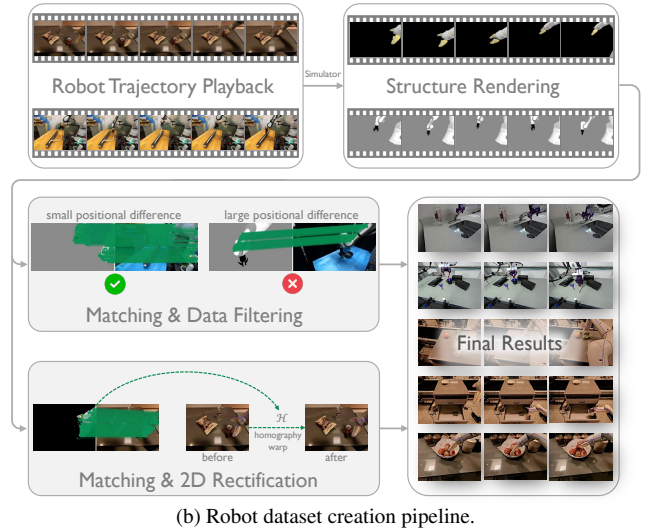 Robot Trajectory Playback
Simulator
Structure Rendering
small positional difference
large positional difference
Matching & Data Filtering
Final Results
H
homography
warp
before
after
Matching & 2D Rectification
(b) Robot dataset creation pipeline.